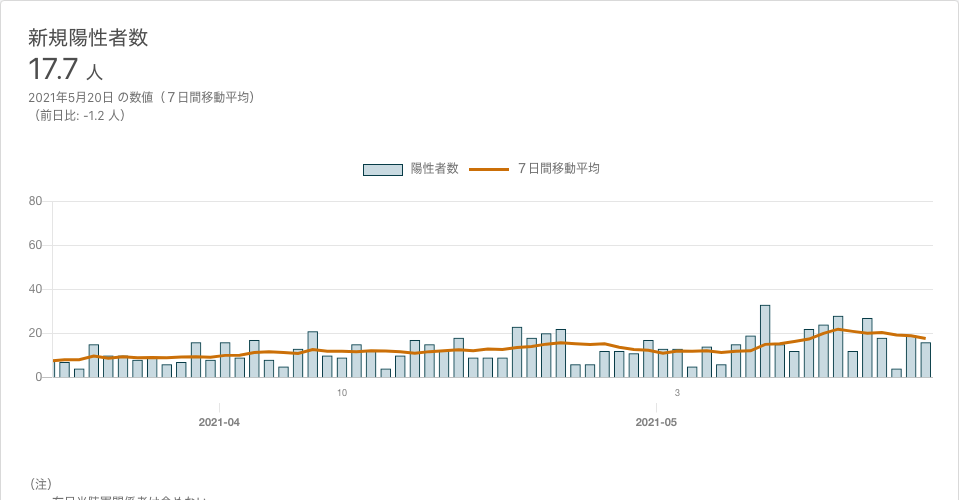 新規陽性者数
17.7 人
2021年5月20日 の数値（７日間移動平均）
（前日比: -1.2 人）
陽性者数 ７日間移動平均
80
60
40
20
0
10 3
2021-04 2021-05
（注）